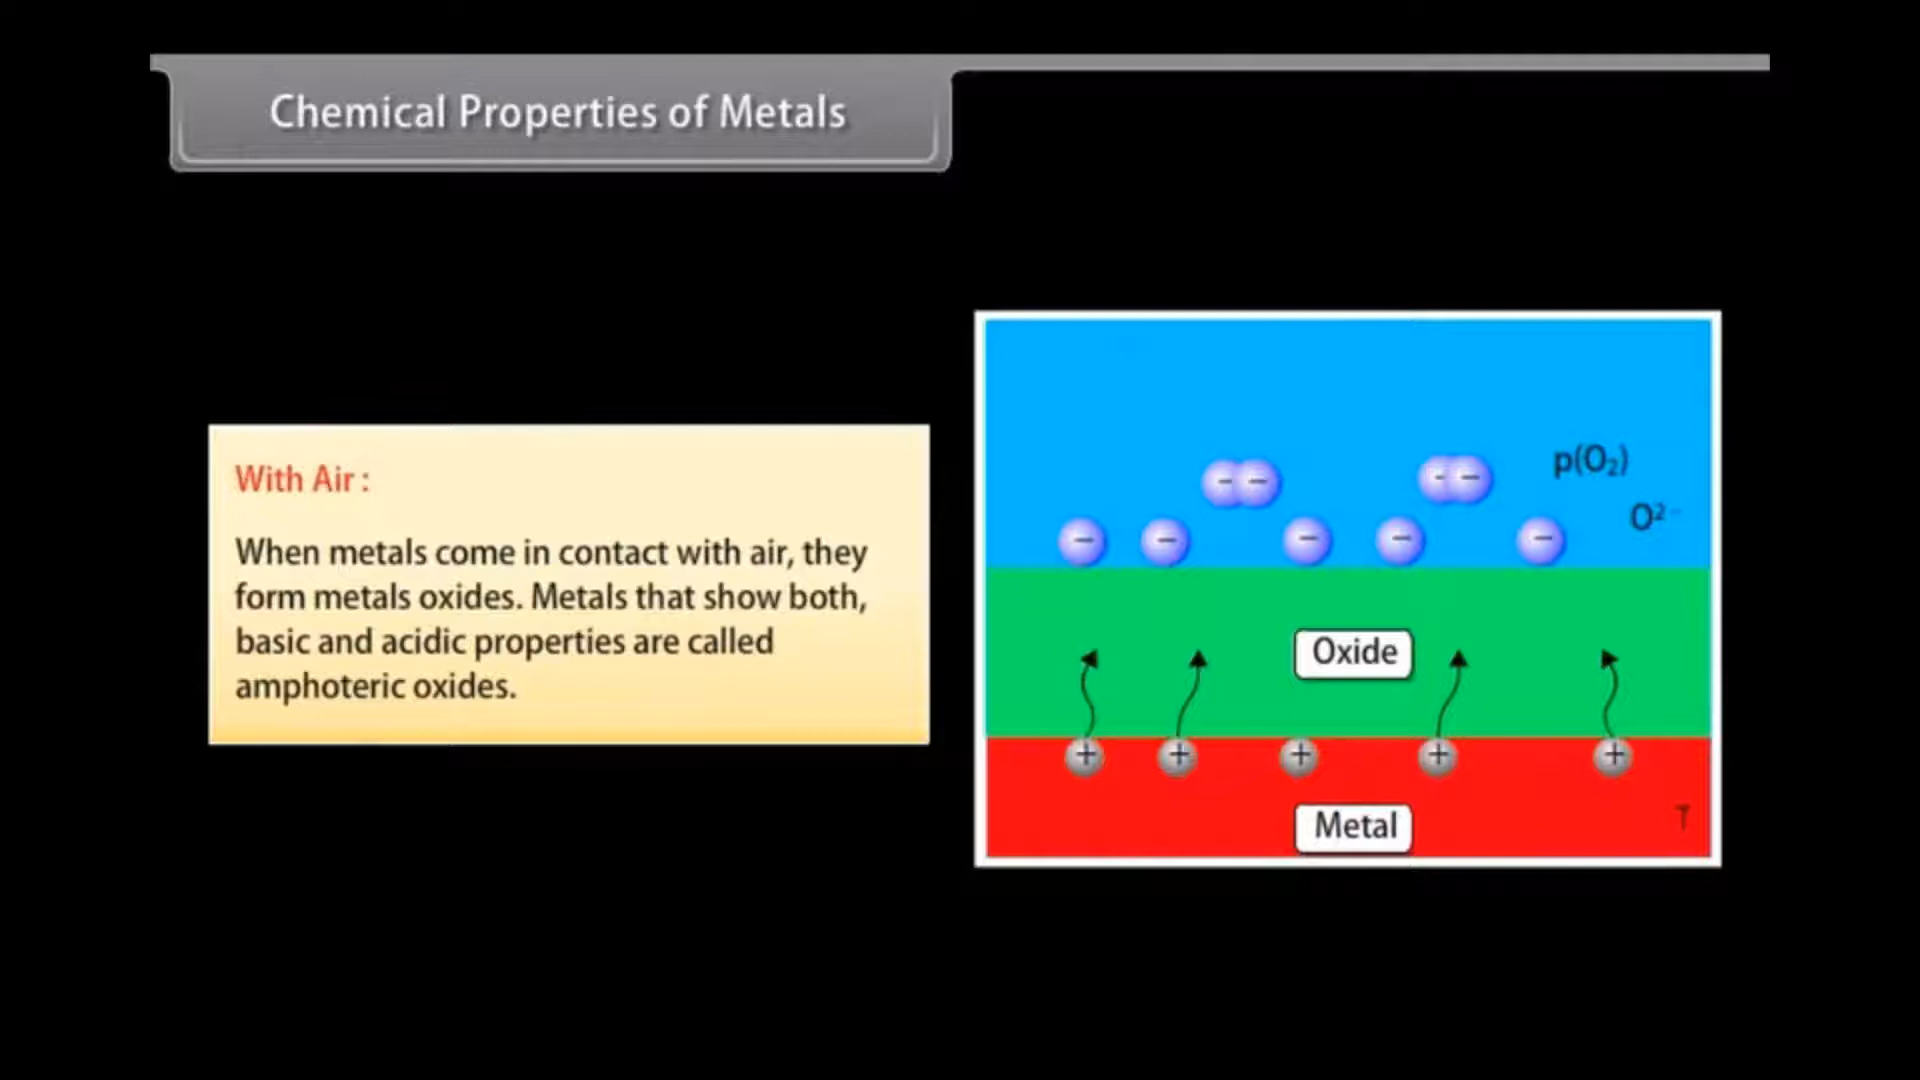 Chemical Properties of Metals
With Air :
When metals come in contact with air, they
form metals oxides. Metals that show both,
basic and acidic properties are called
amphoteric oxides.
p(O₂)
O²⁻
Oxide
Metal
T